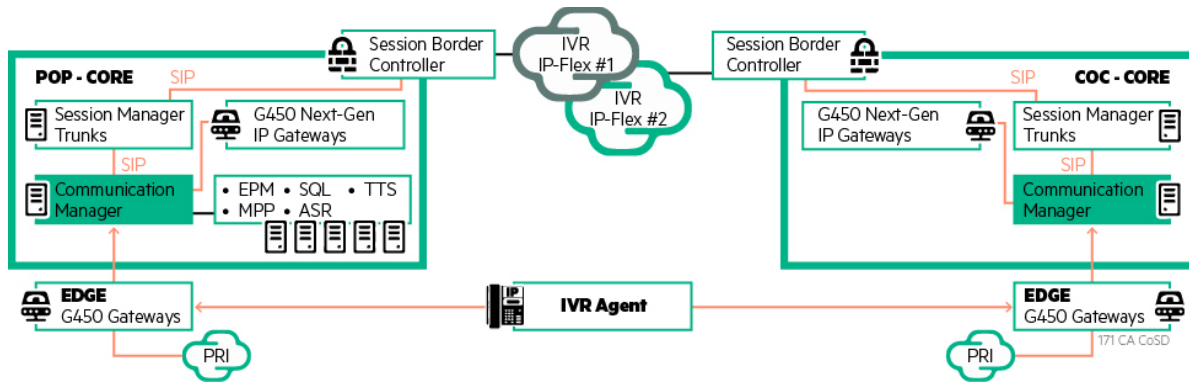 Session Border
Controller
IVR
IP-Flex #1
IVR
IP-Flex #2
Session Border
Controller
POP - CORE
SIP
Session Manager
Trunks
G450 Next-Gen
IP Gateways
SIP
Communication
Manager
• EPM • SQL • TTS
• MPP • ASR
COC - CORE
SIP
G450 Next-Gen
IP Gateways
Session Manager
Trunks
SIP
Communication
Manager
EDGE
G450 Gateways
PRI
IP
IVR Agent
EDGE
G450 Gateways
171 CA CoSD
PRI